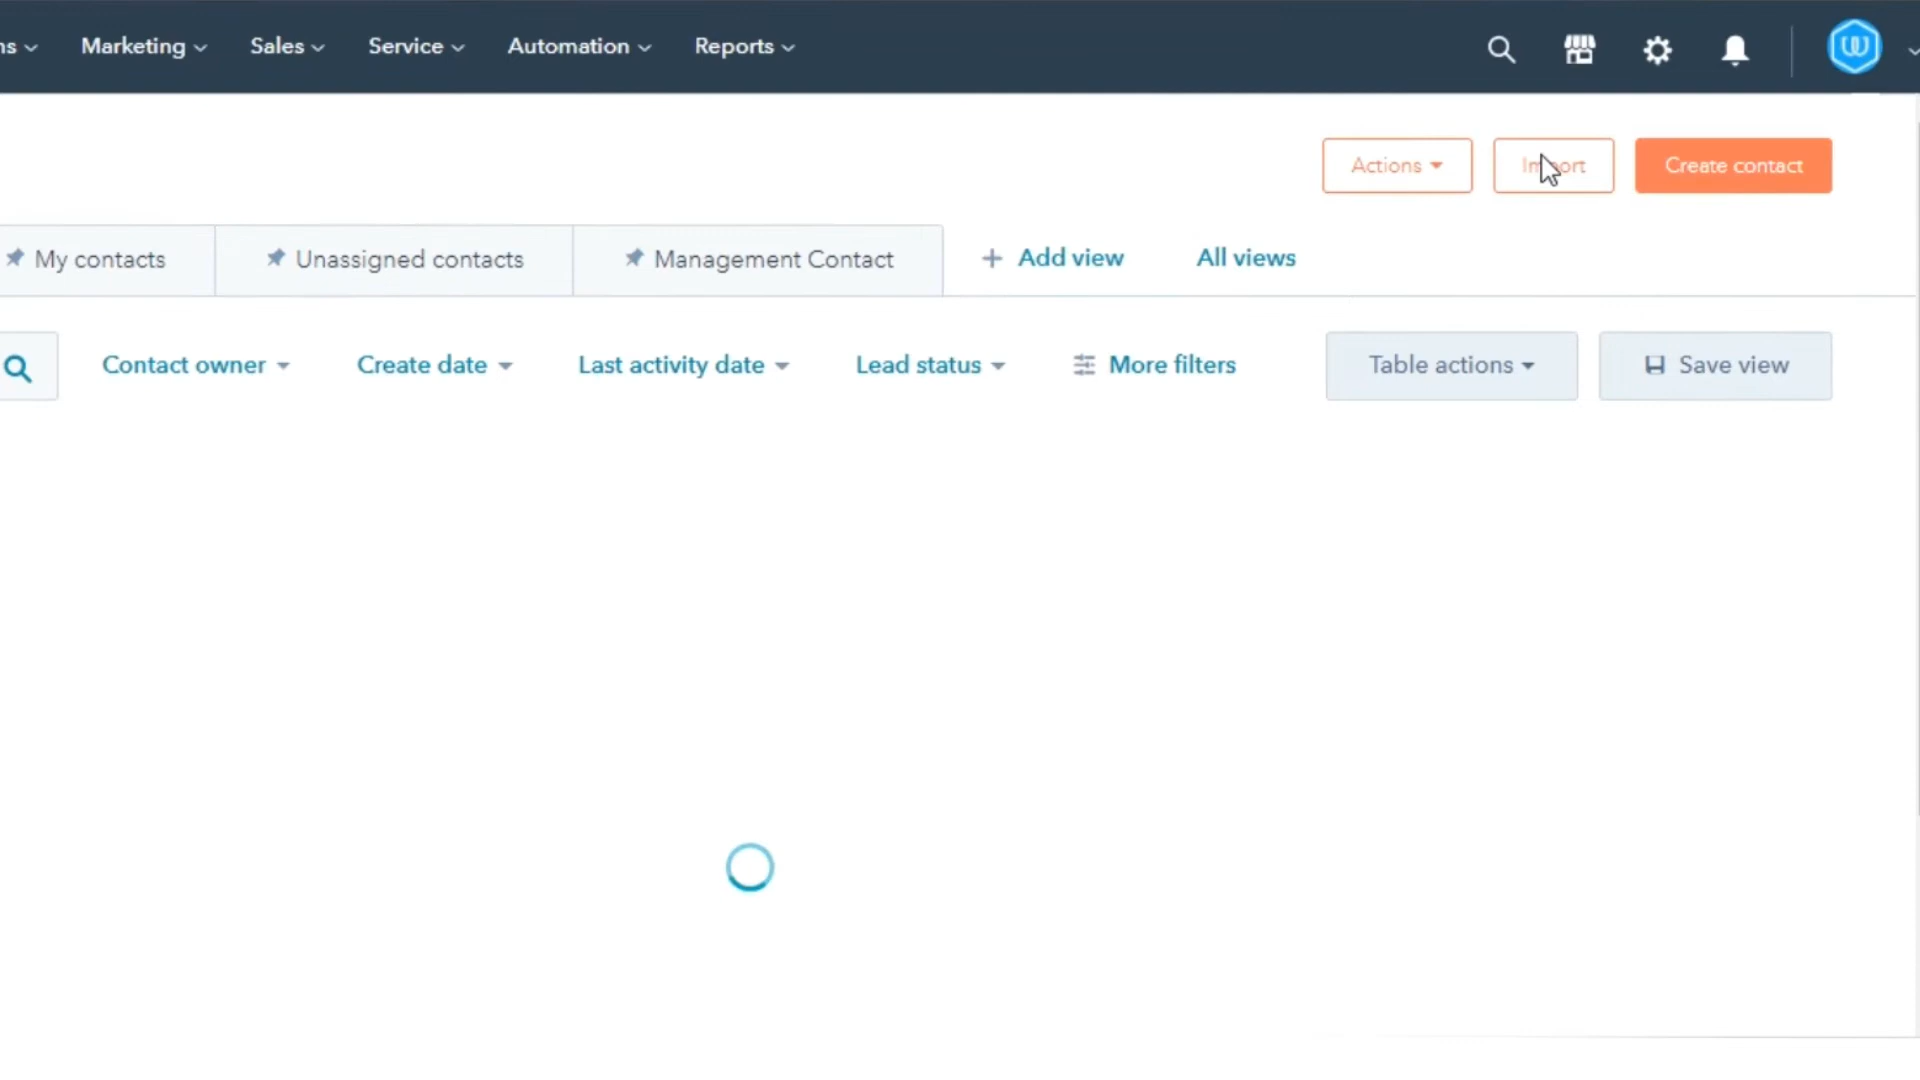 ns Marketing Sales Service Automation Reports
Actions Import Create contact
My contacts Unassigned contacts Management Contact + Add view All views
Contact owner Create date Last activity date Lead status More filters Table actions Save view